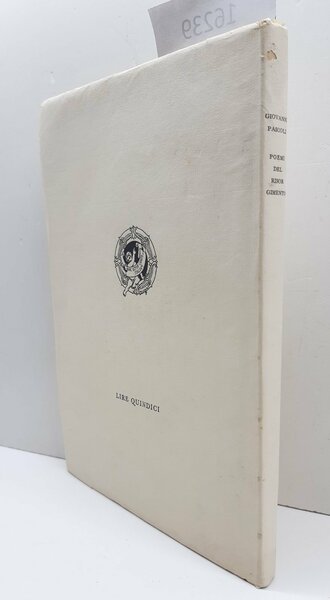 16239
GIOVANNI
PASCOLI
POEMI
DEL
RISOR
GIMENTO
LIRE QUINDICI